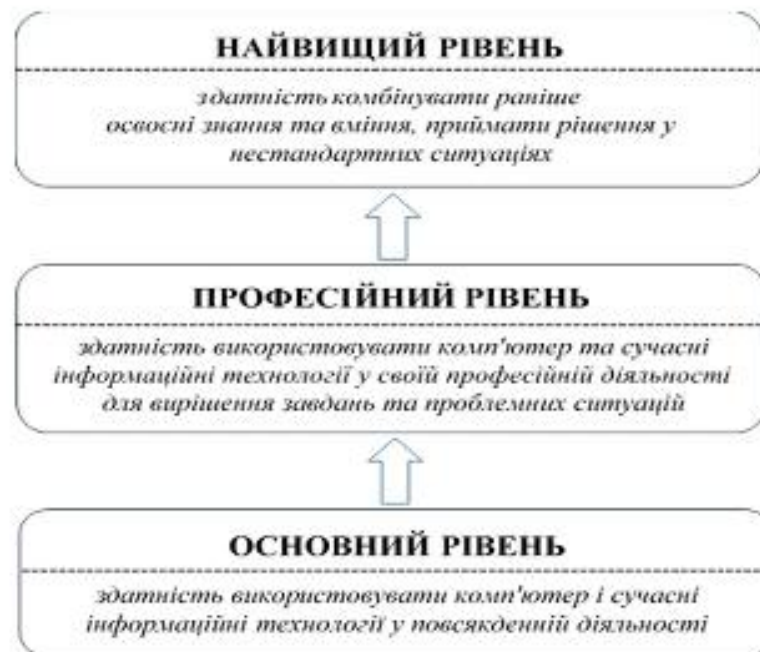 НАЙВИЩИЙ РІВЕНЬ
здатність комбінувати раніше
освоєні знання та вміння, приймати рішення у
нестандартних ситуаціях
ПРОФЕСІЙНИЙ РІВЕНЬ
здатність використовувати комп'ютер та сучасні
інформаційні технології у своїй професійній діяльності
для вирішення завдань та проблемних ситуацій
ОСНОВНИЙ РІВЕНЬ
здатність використовувати комп'ютер і сучасні
інформаційні технології у повсякденній діяльності